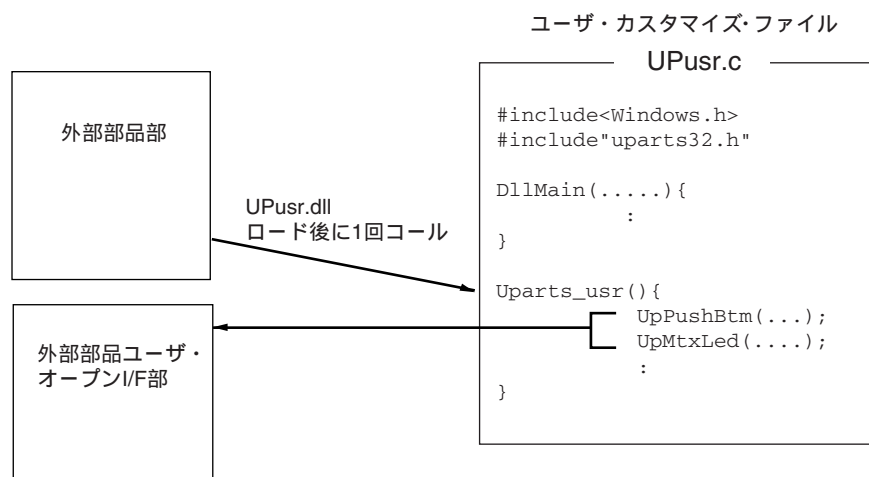 ユーザ・カスタマイズ・ファイル
UPusr.c
外部部品部
#include<Windows.h>
#include"uparts32.h"
DllMain(.....){
:
}
UPusr.dll
ロード後に1回コール
Uparts_usr(){
UpPushBtm(...);
UpMtxLed(....);
:
}
外部部品ユーザ・
オープンI/F部